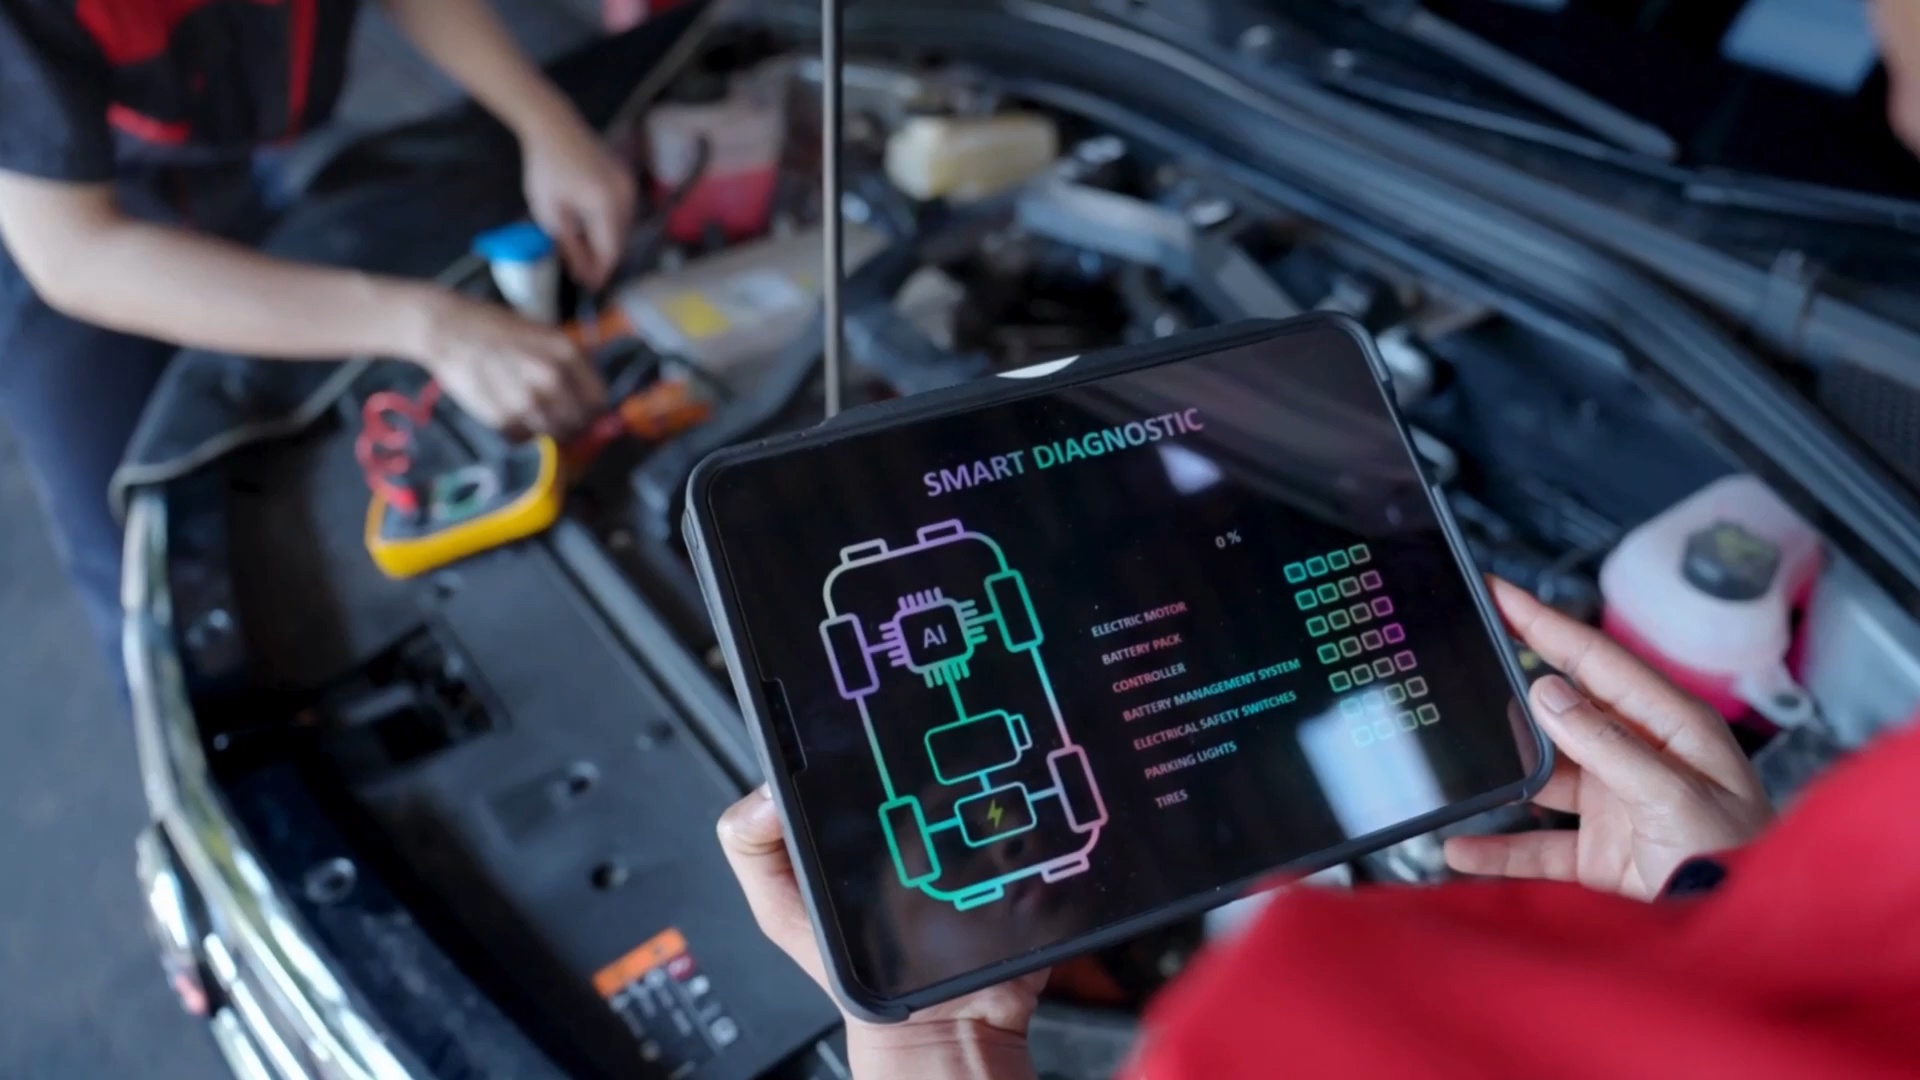 SMART DIAGNOSTIC
0 %
AI
ELECTRIC MOTOR
BATTERY PACK
CONTROLLER
BATTERY MANAGEMENT SYSTEM
ELECTRICAL SAFETY SWITCHES
PARKING LIGHTS
TIRES